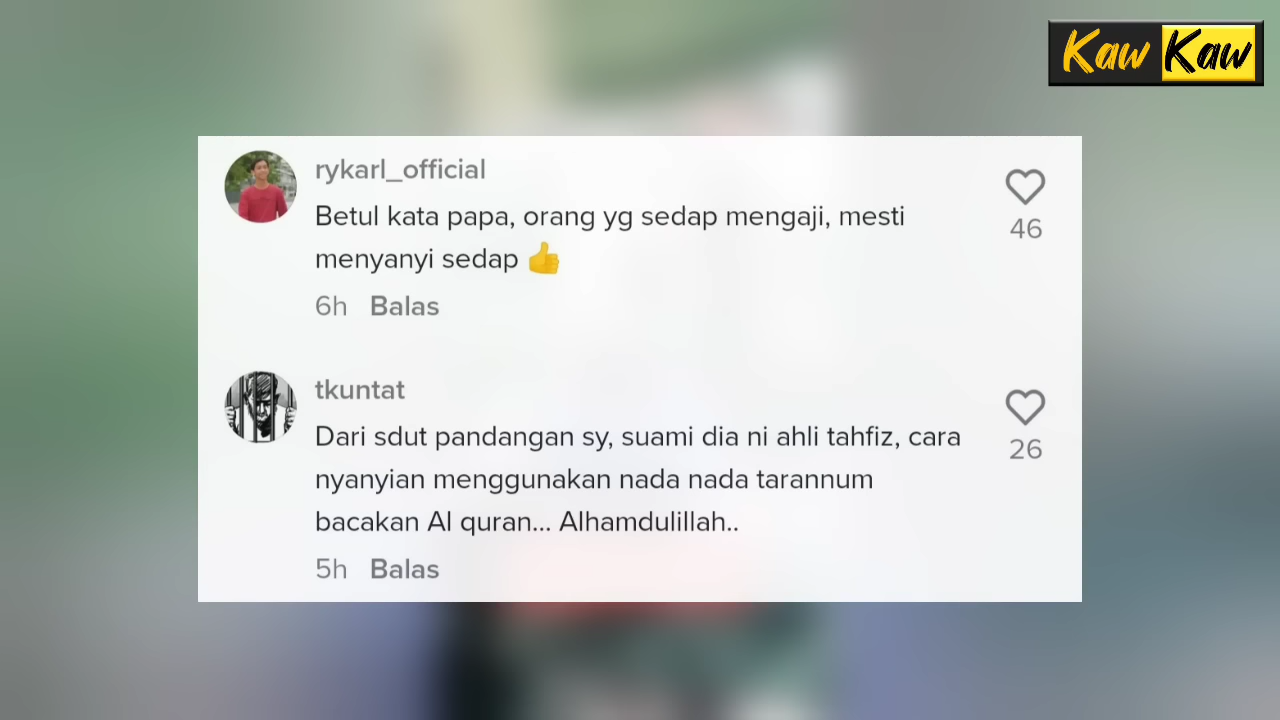 Kaw Kaw
rykarl_official
Betul kata papa, orang yg sedap mengaji, mesti
menyanyi sedap 👍
46
6h Balas
tkuntat
Dari sdut pandangan sy, suami dia ni ahli tahfiz, cara
nyanyian menggunakan nada nada tarannum
bacakan Al quran... Alhamdulillah..
26
5h Balas